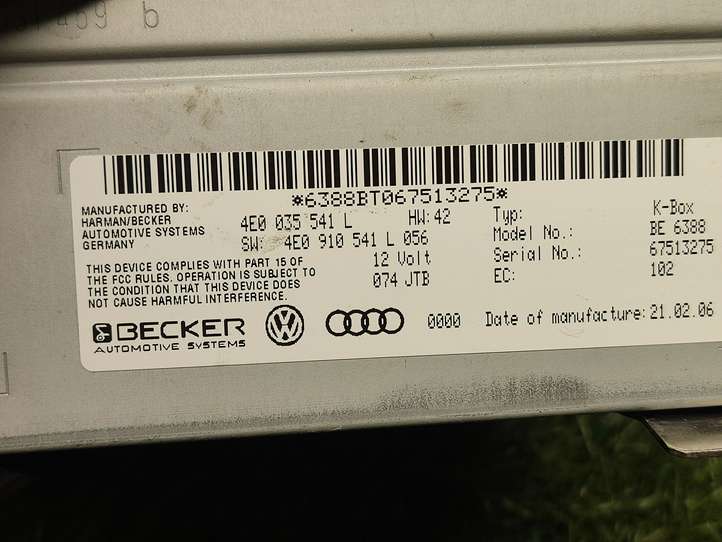 459 b
*6388BT067513275*
MANUFACTURED BY:
HARMAN/BECKER
AUTOMOTIVE SYSTEMS
GERMANY
4E0 035 541 L HW: 42
SW: 4E0 910 541 L 056
12 Volt
074 JTB
THIS DEVICE COMPLIES WITH PART 15 OF
THE FCC RULES. OPERATION IS SUBJECT TO
THE CONDITION THAT THIS DEVICE DOES
NOT CAUSE HARMFUL INTERFERENCE.
Typ: K-Box
Model No.: BE 6388
Serial No.: 67513275
EC: 102
BECKER
AUTOMOTIVE SYSTEMS
0000 Date of manufacture: 21.02.06